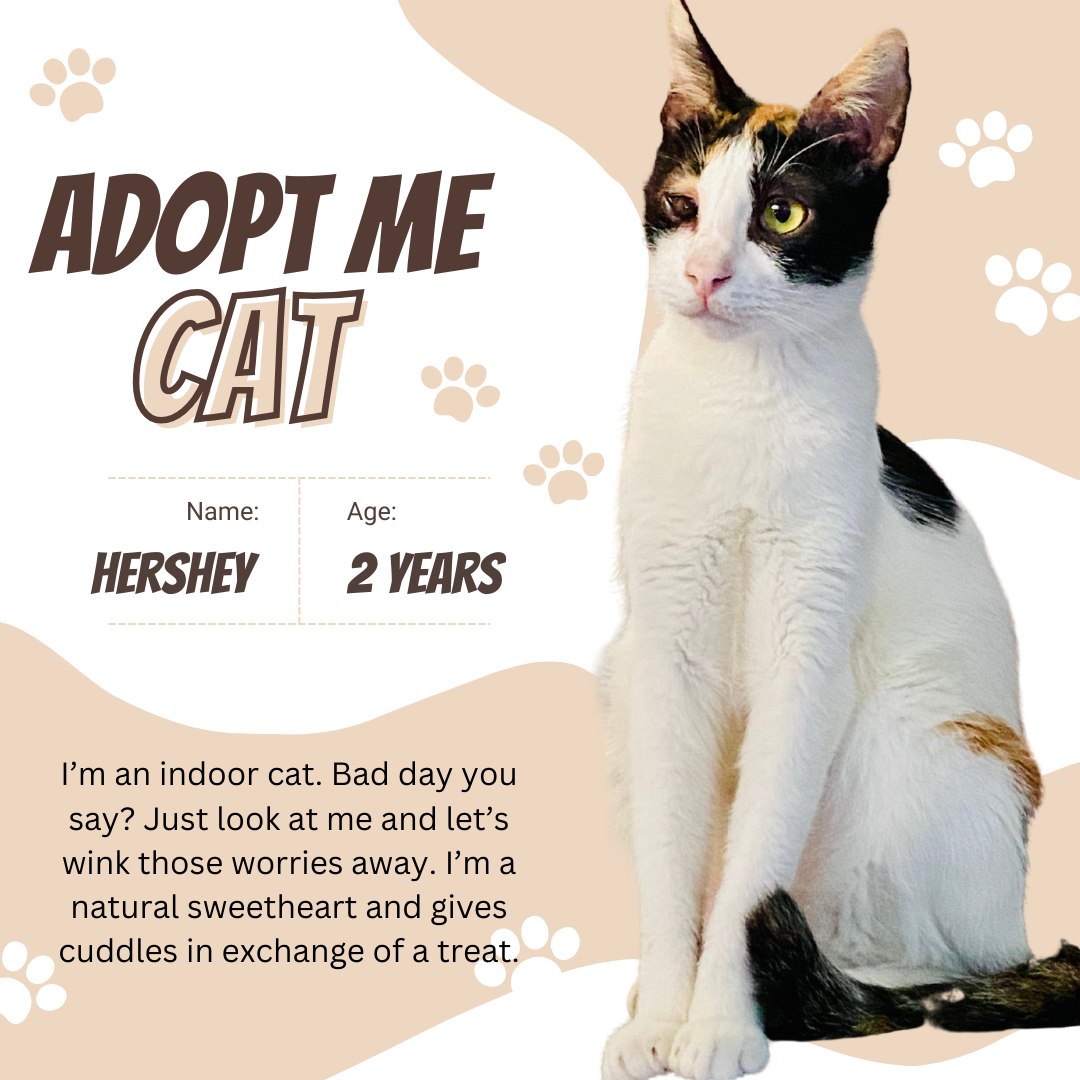 ADOPT ME
CAT
Name:
HERSHEY
Age:
2 YEARS
I’m an indoor cat. Bad day you
say? Just look at me and let’s
wink those worries away. I’m a
natural sweetheart and gives
cuddles in exchange of a treat.